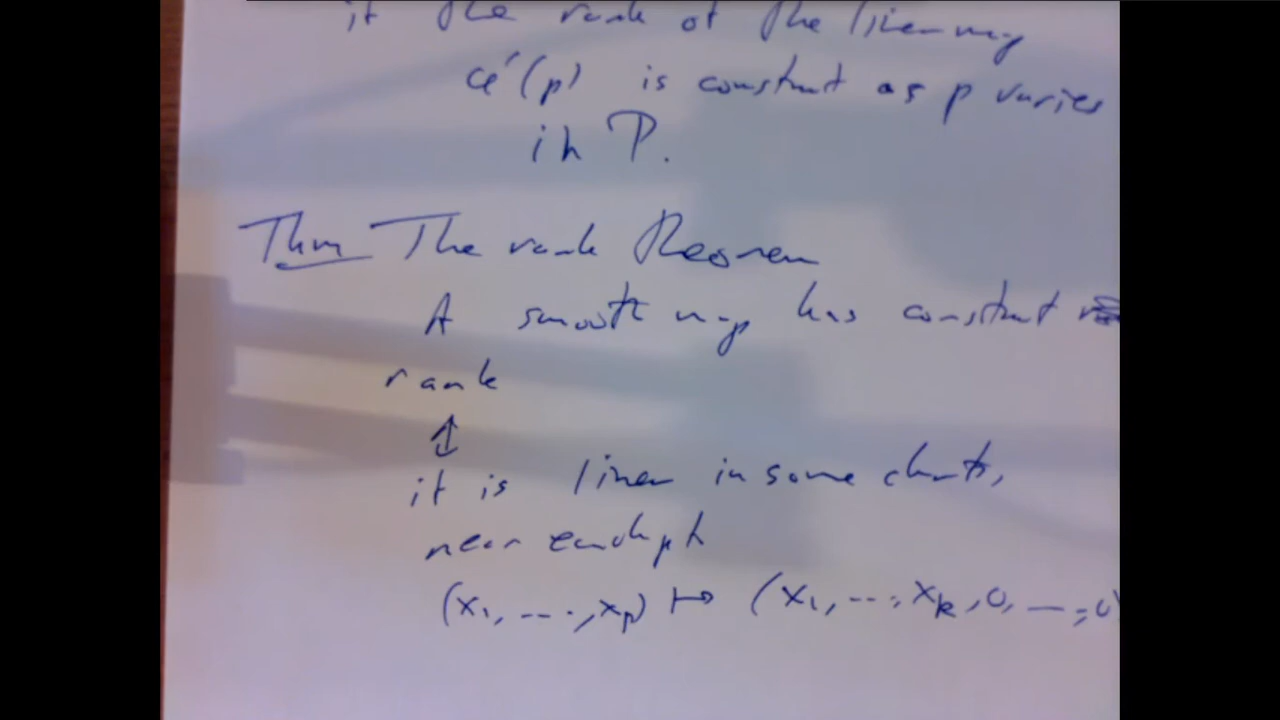 if the rank of the linear map
φ'(p) is constant as p varies
in P.
Thm The rank theorem
A smooth map has constant
rank
⇕
it is linear in some charts,
near each pt
(x₁, ..., xₚ) ↦ (x₁, ..., xₖ, 0, ..., 0)